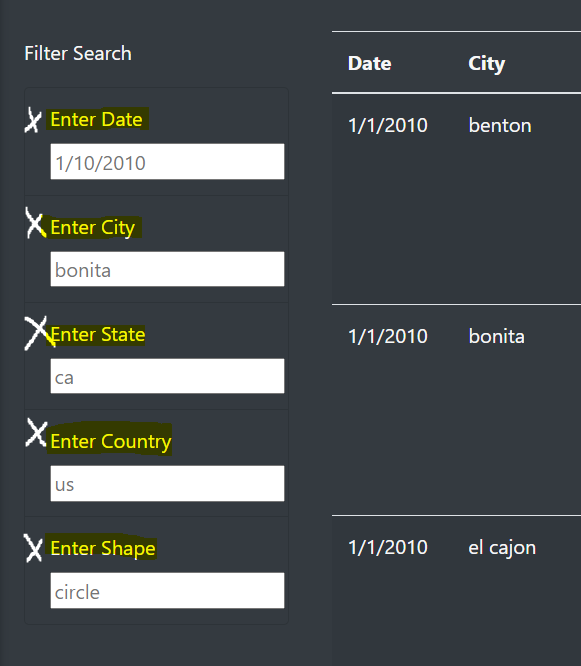 Filter Search
Enter Date
1/10/2010
Enter City
bonita
Enter State
ca
Enter Country
us
Enter Shape
circle
Date City
1/1/2010 benton
1/1/2010 bonita
1/1/2010 el cajon